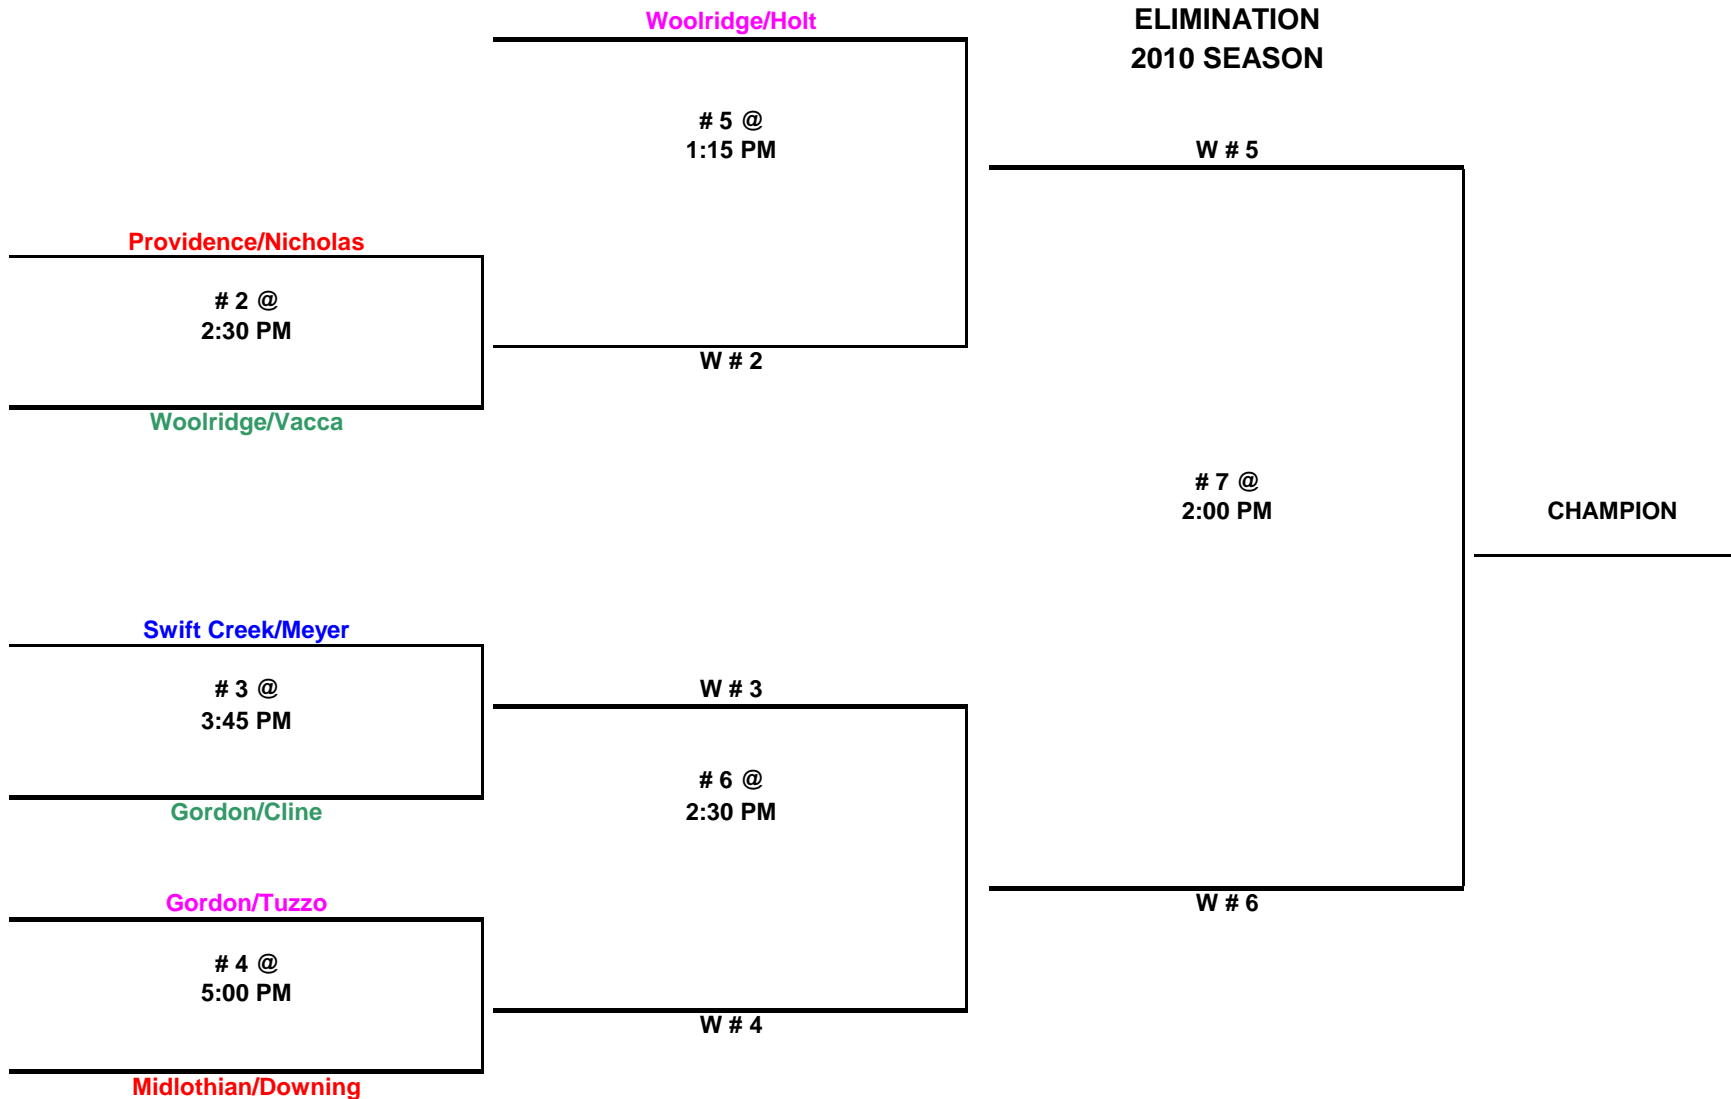 Woolridge/Holt
ELIMINATION
2010 SEASON
# 5 @
1:15 PM
W # 5
Providence/Nicholas
# 2 @
2:30 PM
W # 2
Woolridge/Vacca
# 7 @
2:00 PM
CHAMPION
Swift Creek/Meyer
# 3 @
3:45 PM
W # 3
Gordon/Cline
# 6 @
2:30 PM
Gordon/Tuzzo
W # 6
# 4 @
5:00 PM
W # 4
Midlothian/Downing